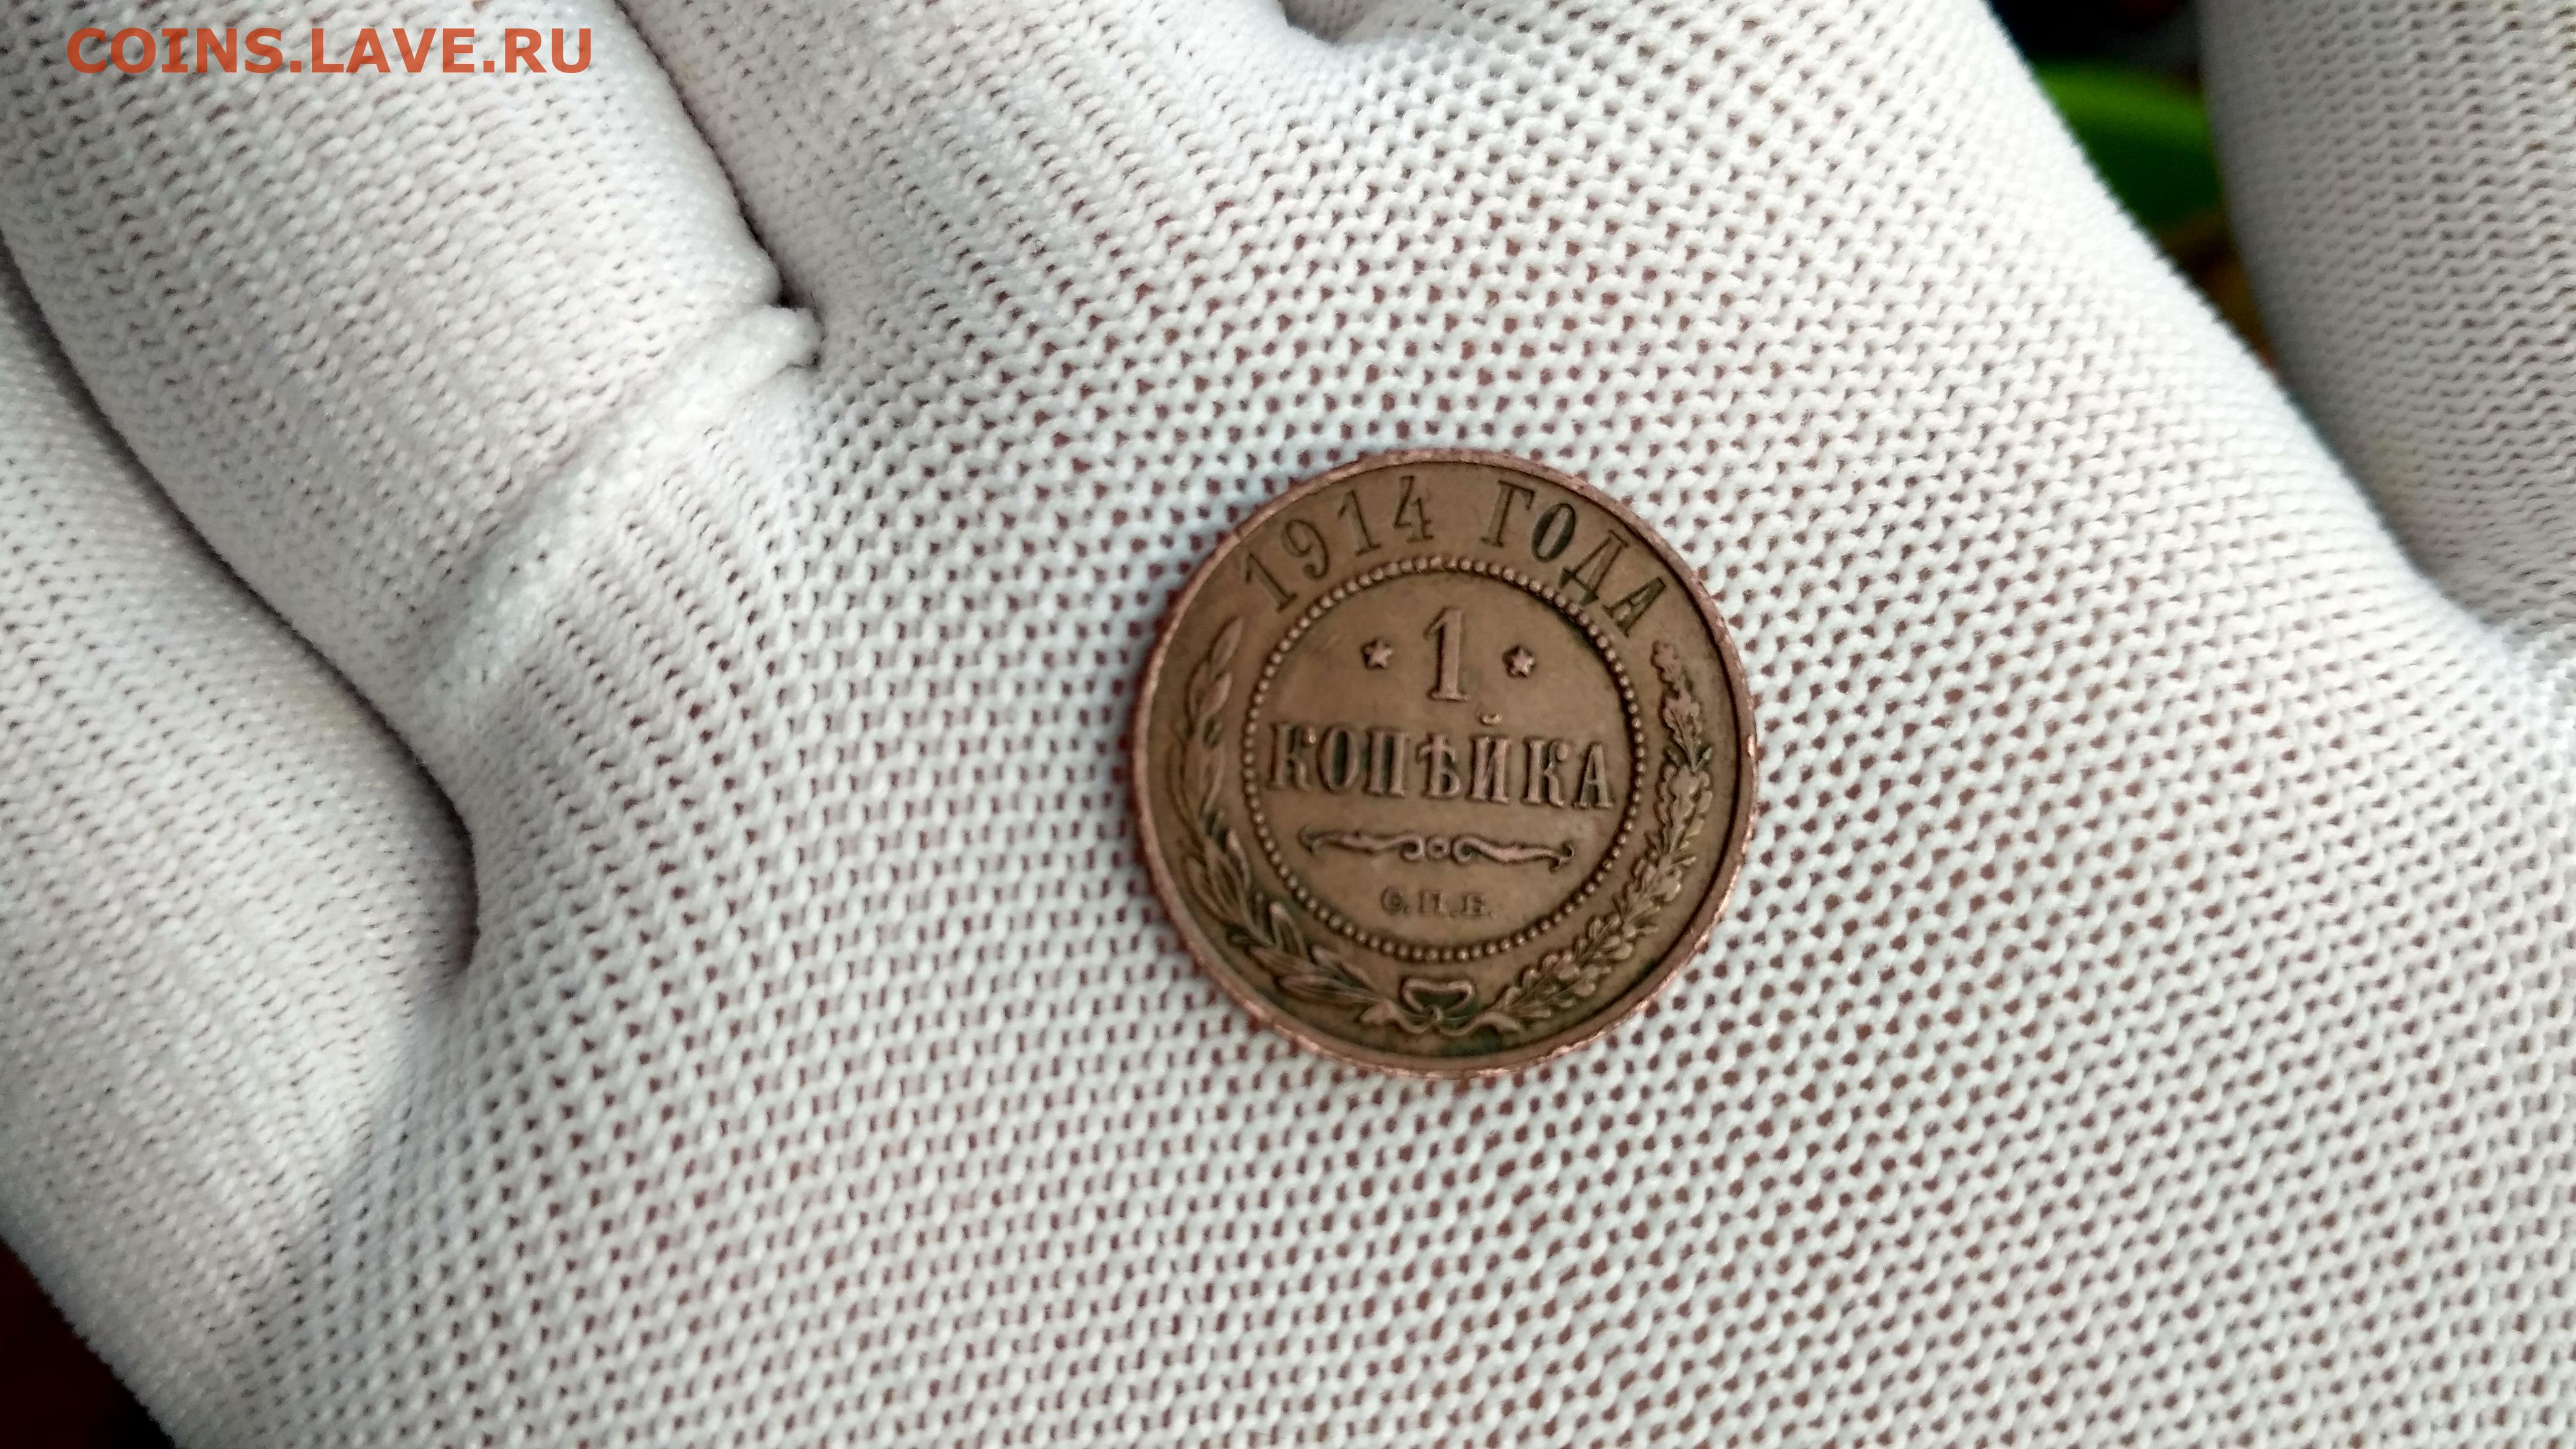 COINS.LAVE.RU
1914 ГОДА
1
КОПѢЙКА
С.П.Б.